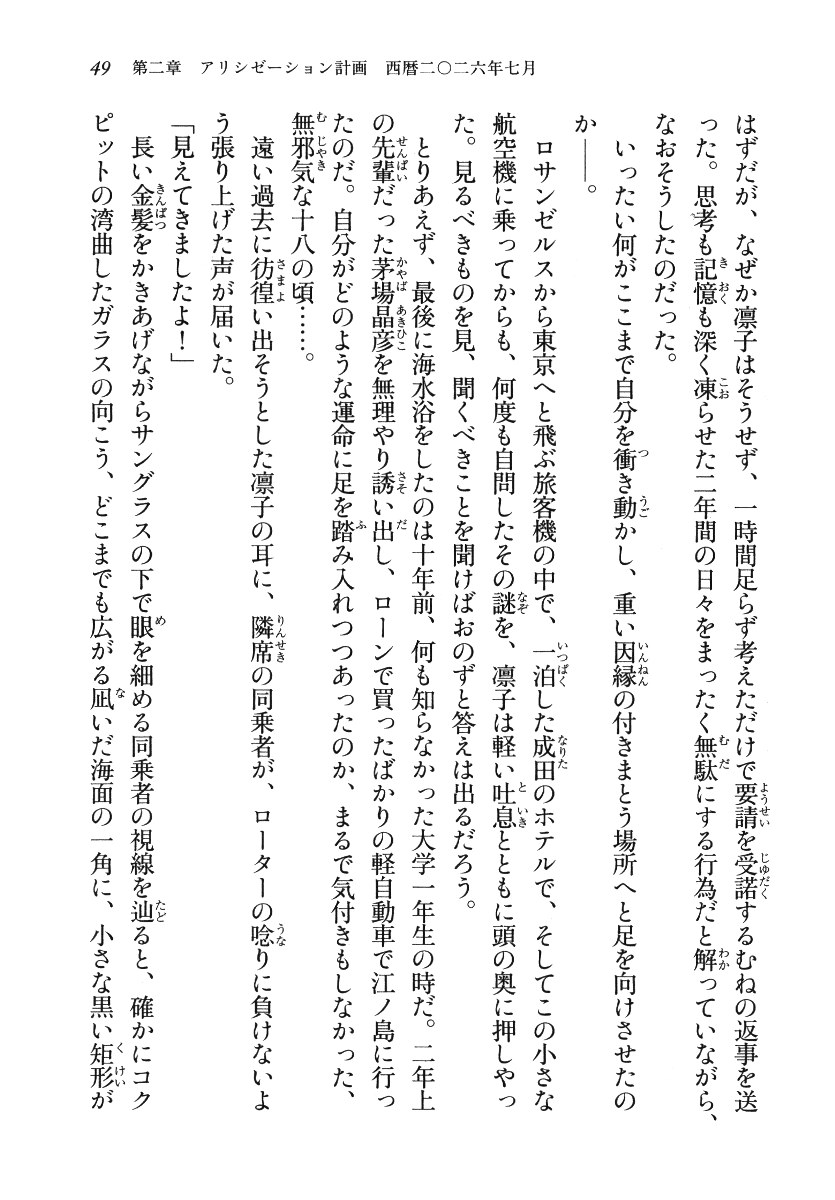 49　第二章　アリシゼーション計画　西暦二〇二六年七月
はずだが、なぜか凛子はそうせず、一時間足らず考えただけで要請を受諾するむねの返事を送
った。思考も記憶も深く凍らせた二年間の日々をまったく無駄にする行為だと解っていながら、
なおそうしたのだった。
　いったい何がここまで自分を衝き動かし、重い因縁の付きまとう場所へと足を向けさせたの
か――。
　ロサンゼルスから東京へと飛ぶ旅客機の中で、一泊した成田のホテルで、そしてこの小さな
航空機に乗ってからも、何度も自問したその謎を、凛子は軽い吐息とともに頭の奥に押しやっ
た。見るべきものを見、聞くべきことを聞けばおのずと答えは出るだろう。
　とりあえず、最後に海水浴をしたのは十年前、何も知らなかった大学一年生の時だ。二年上
の先輩だった茅場晶彦を無理やり誘い出し、ローンで買ったばかりの軽自動車で江ノ島に行っ
たのだ。自分がどのような運命に足を踏み入れつつあったのか、まるで気付きもしなかった、
無邪気な十八の頃……。
　遠い過去に彷徨い出そうとした凛子の耳に、隣席の同乗者が、ローターの唸りに負けないよ
う張り上げた声が届いた。
「見えてきましたよ！」
　長い金髪をかきあげながらサングラスの下で眼を細める同乗者の視線を辿ると、確かにコク
ピットの湾曲したガラスの向こう、どこまでも広がる凪いだ海面の一角に、小さな黒い矩形が